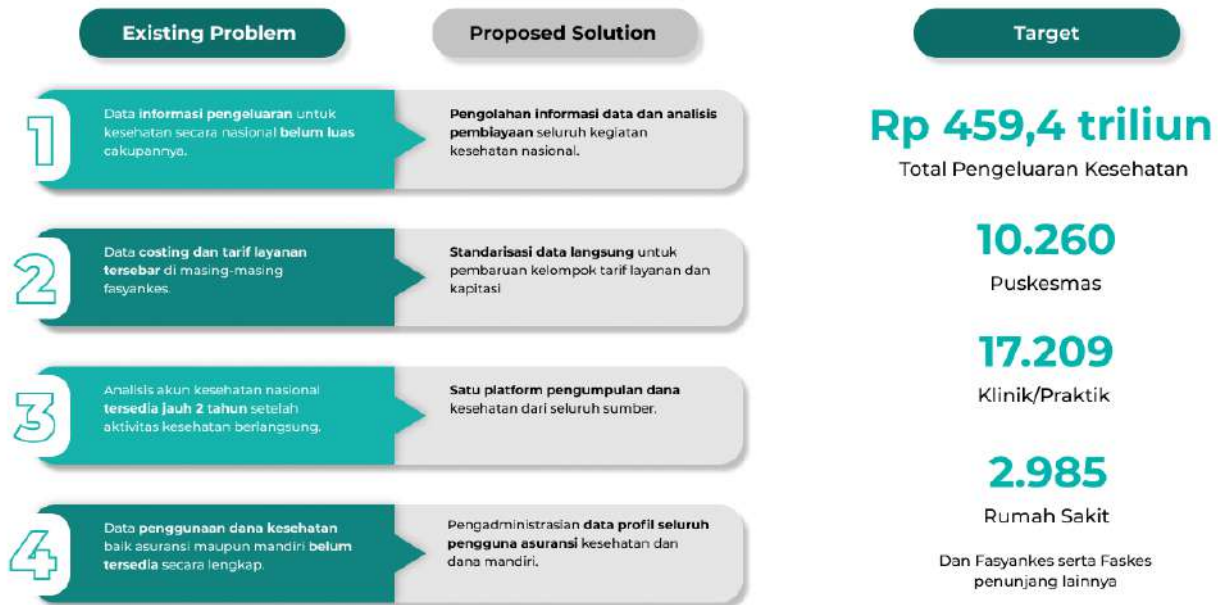 Existing Problem
Proposed Solution
Target
1
Data informasi pengeluaran untuk
kesehatan secara nasional belum luas
cakupannya.
Pengolahan informasi data dan analisis
pembiayaan seluruh kegiatan
kesehatan nasional.
2
Data costing dan tarif layanan
tersebar di masing-masing
fasyankes.
Standarisasi data langsung untuk
pembaruan kelompok tarif layanan dan
kapitasi
3
Analisis akun kesehatan nasional
tersedia jauh 2 tahun setelah
aktivitas kesehatan berlangsung.
Satu platform pengumpulan dana
kesehatan dari seluruh sumber.
4
Data penggunaan dana kesehatan
baik asuransi maupun mandiri belum
tersedia secara lengkap.
Pengadministrasian data profil seluruh
pengguna asuransi kesehatan dan
dana mandiri.
Rp 459,4 triliun
Total Pengeluaran Kesehatan
10.260
Puskesmas
17.209
Klinik/Praktik
2.985
Rumah Sakit
Dan Fasyankes serta Faskes
penunjang lainnya